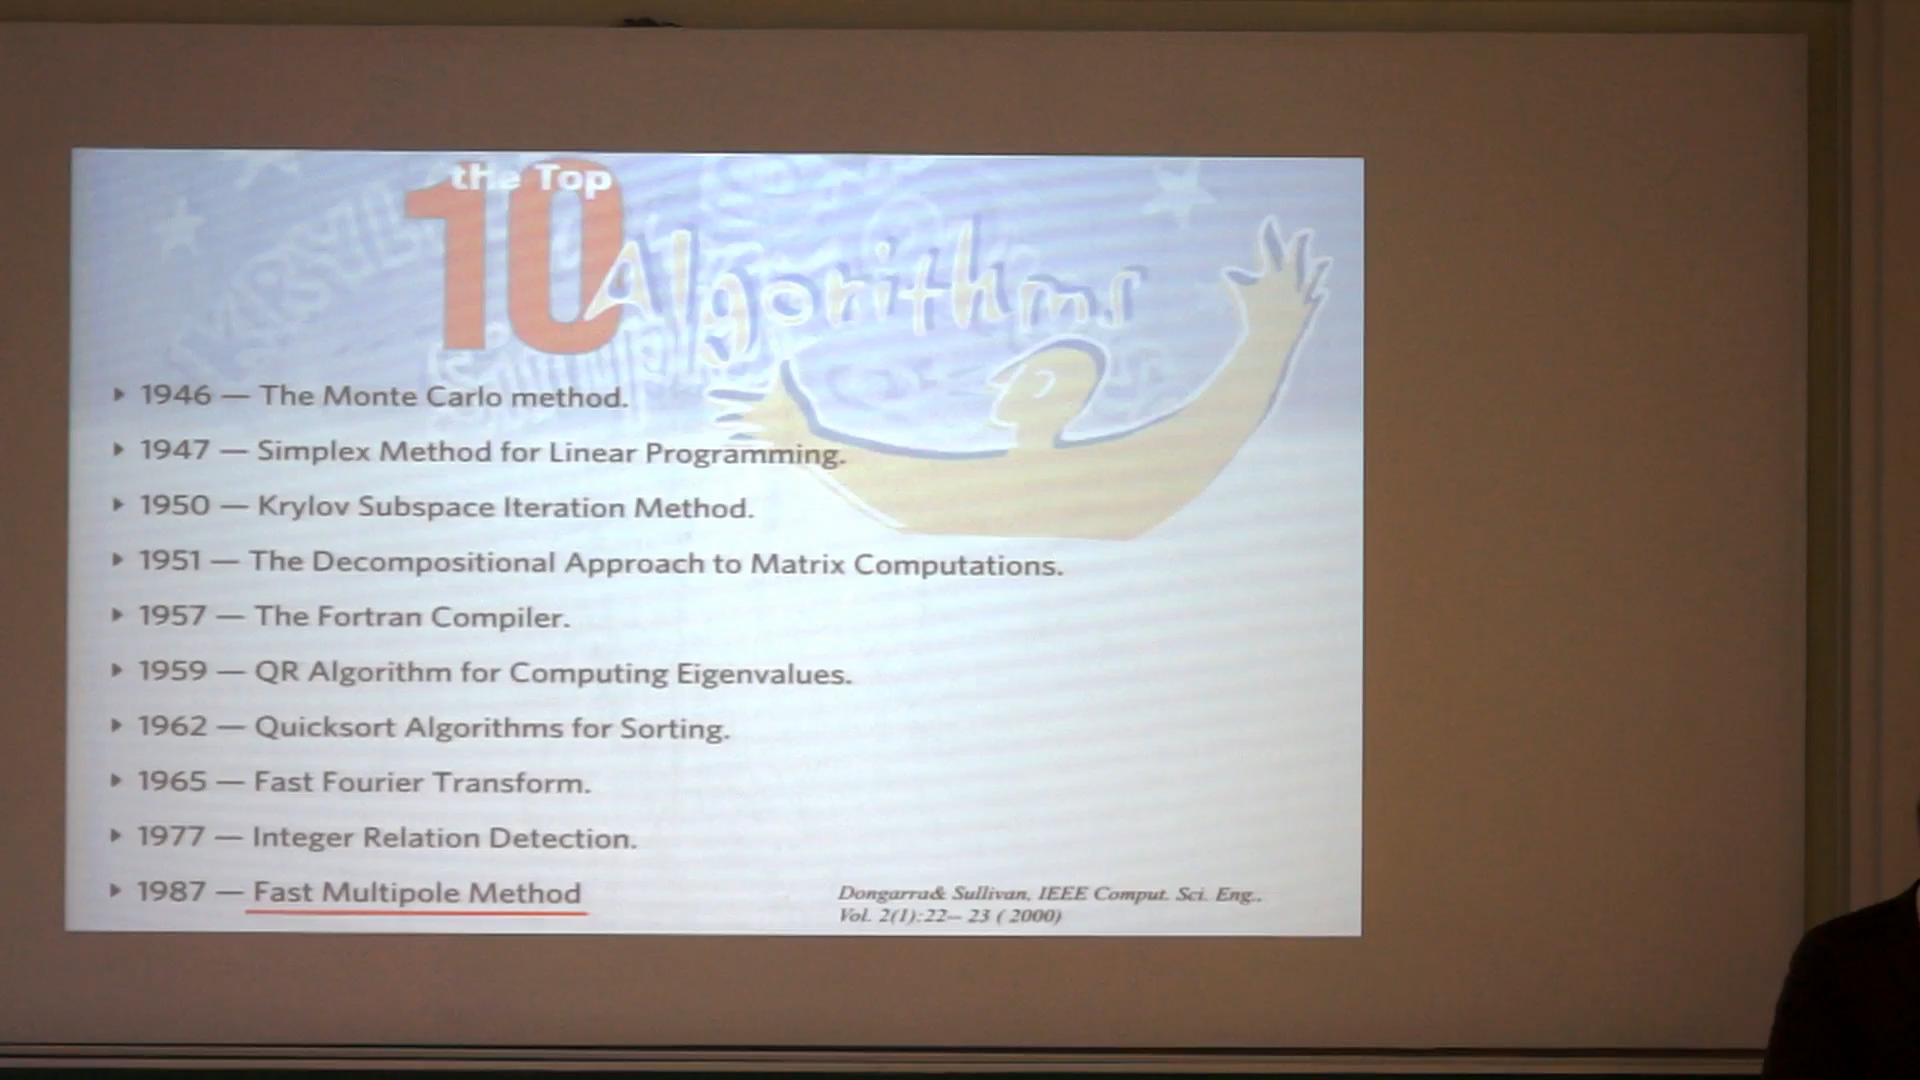 the Top
10
Algorithms
1946 — The Monte Carlo method.
1947 — Simplex Method for Linear Programming.
1950 — Krylov Subspace Iteration Method.
1951 — The Decompositional Approach to Matrix Computations.
1957 — The Fortran Compiler.
1959 — QR Algorithm for Computing Eigenvalues.
1962 — Quicksort Algorithms for Sorting.
1965 — Fast Fourier Transform.
1977 — Integer Relation Detection.
1987 — Fast Multipole Method
Dongarra& Sullivan, IEEE Comput. Sci. Eng.,
Vol. 2(1):22– 23 ( 2000)